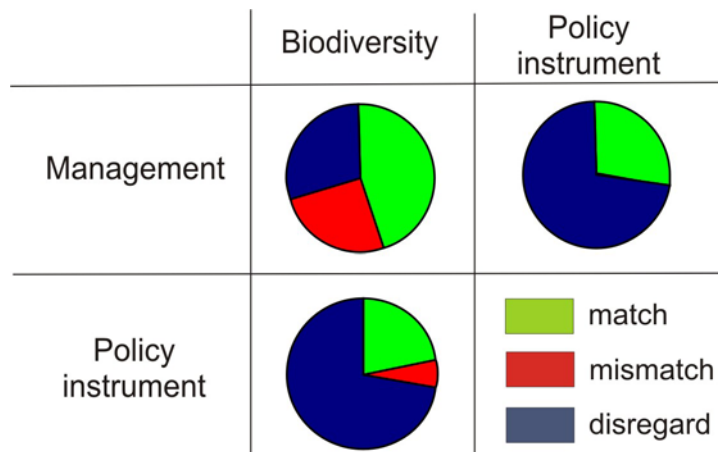 Biodiversity
Policy
instrument
Management
Policy
instrument
match
mismatch
disregard